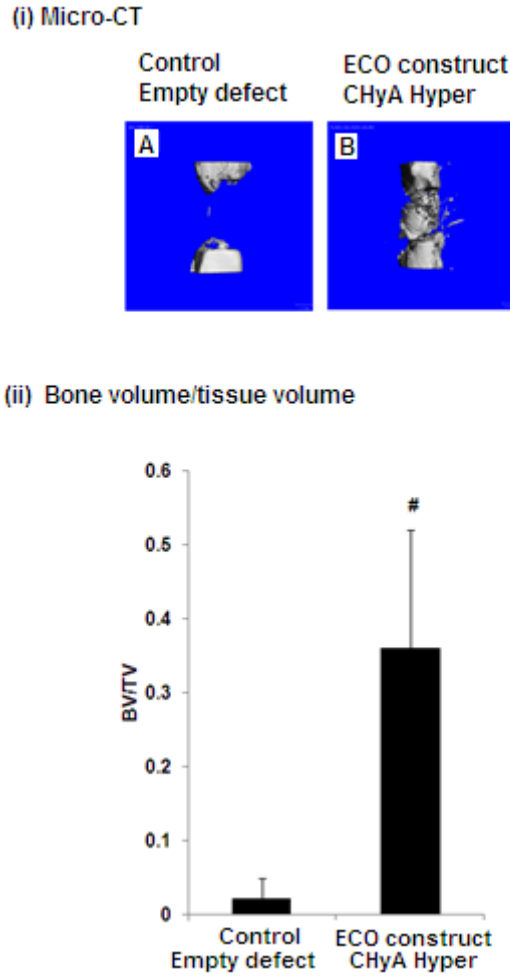 (i) Micro-CT
Control
Empty defect
ECO construct
CHyA Hyper
A
B
(ii) Bone volume/tissue volume
0.6
0.5
0.4
0.3
0.2
0.1
0
BV/TV
#
Control
Empty defect
ECO construct
CHyA Hyper